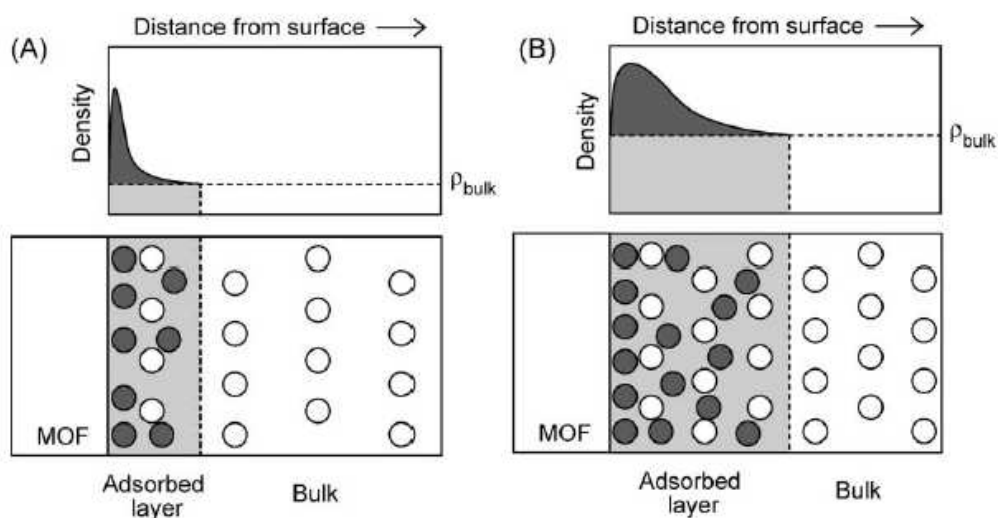 (A)
Distance from surface →
Density
ρbulk
MOF
Adsorbed
layer
Bulk
(B)
Distance from surface →
Density
ρbulk
MOF
Adsorbed
layer
Bulk